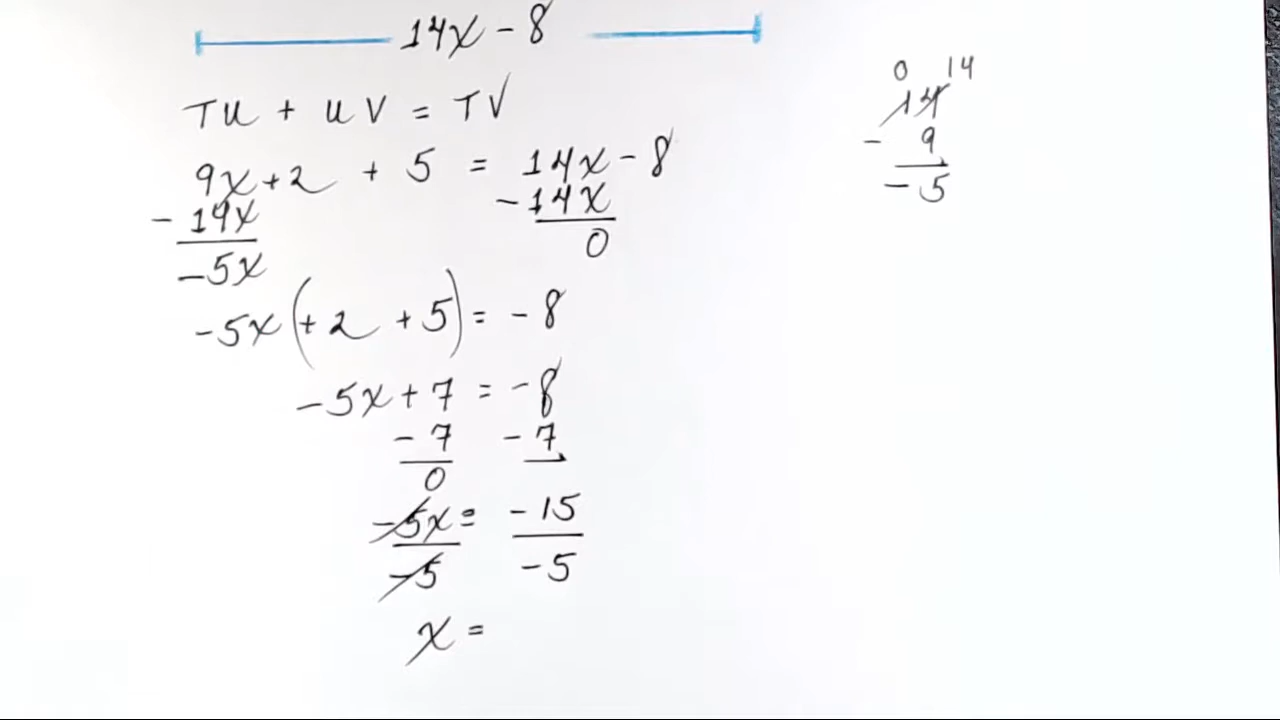 14x - 8
TU + UV = TV
9x + 2 + 5 = 14x - 8
- 14x - 14x
-5x 0
-5x (+2 +5) = -8
-5x + 7 = -8
- 7 - 7
0
-5x = -15
-5 -5
x =
0 14
14
- 9
- 5